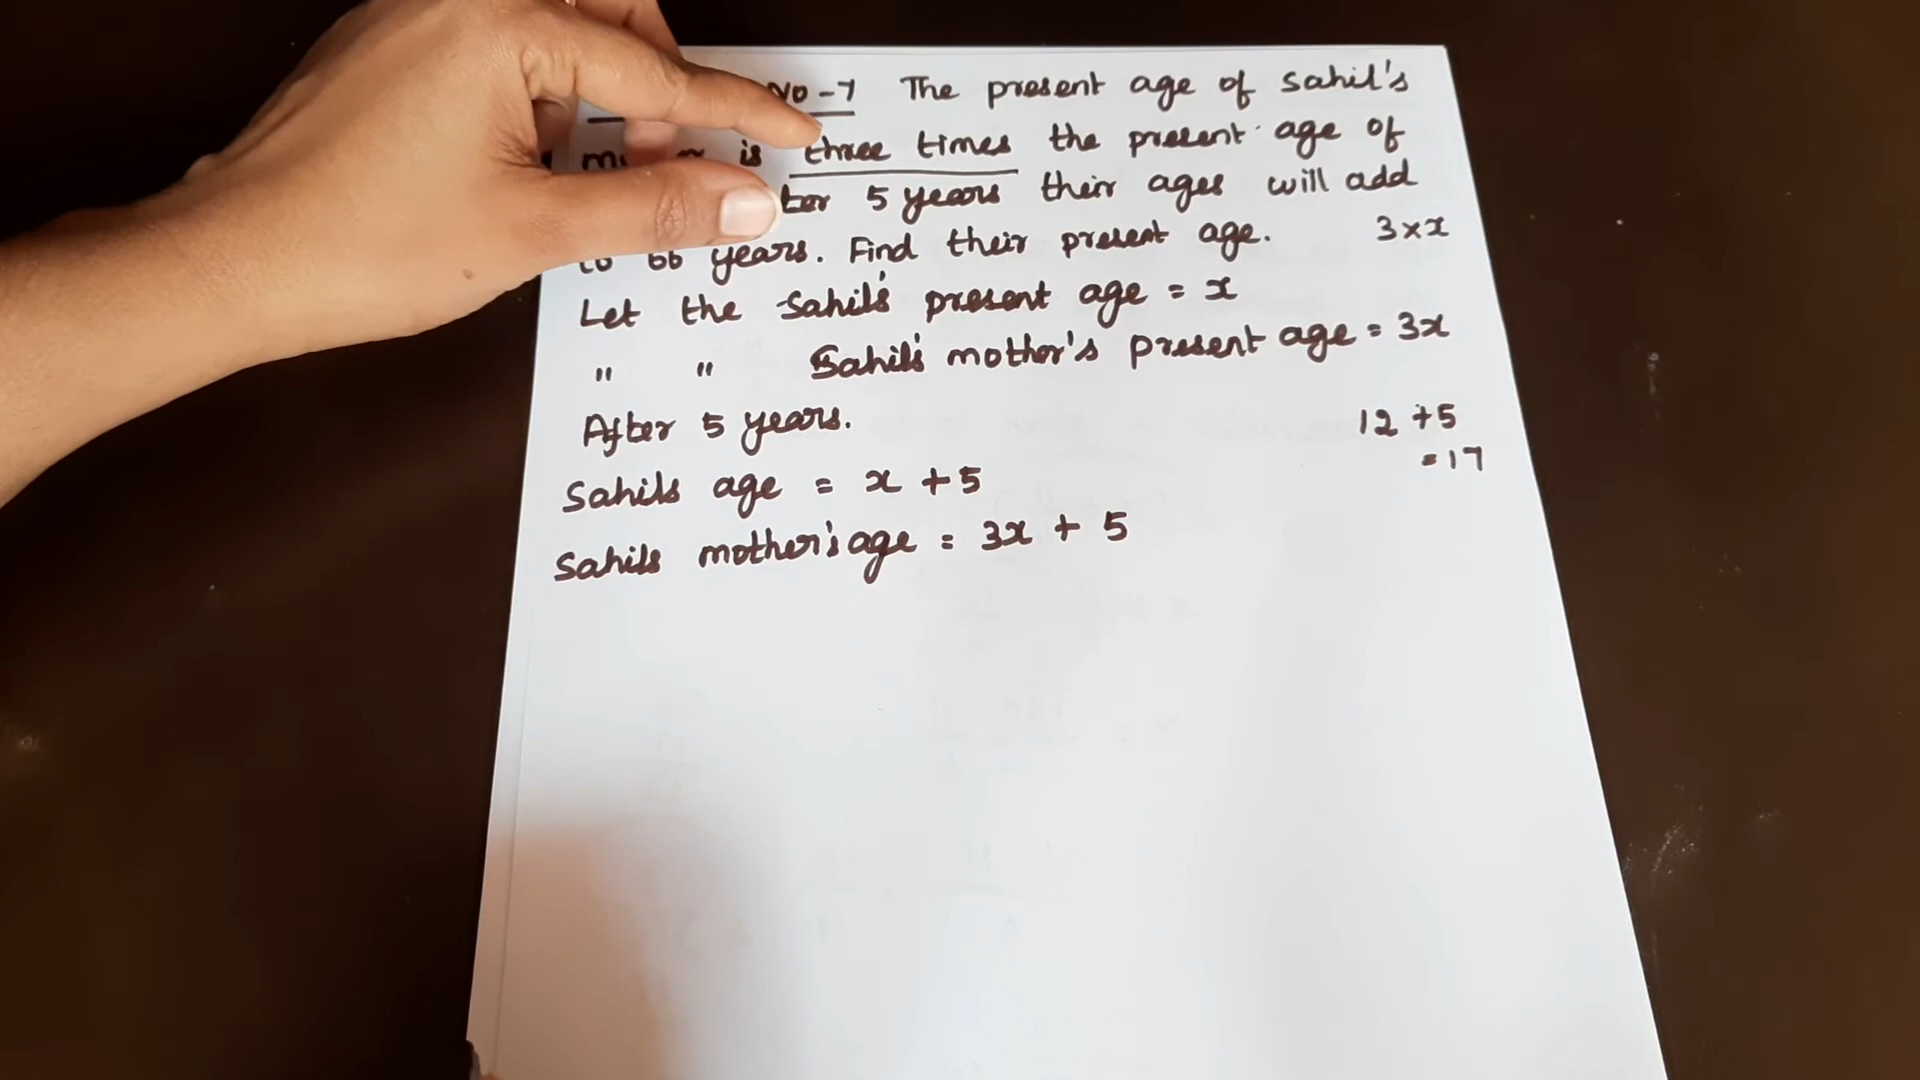 No-7 The present age of Sahil's
is three times the present age of
5 years their ages will add
to 66 years. Find their present age. 3×x
Let the Sahil's present age = x
" " Sahil's mother's present age = 3x
After 5 years. 12 +5
=17
Sahils age = x +5
Sahils mother's age = 3x + 5